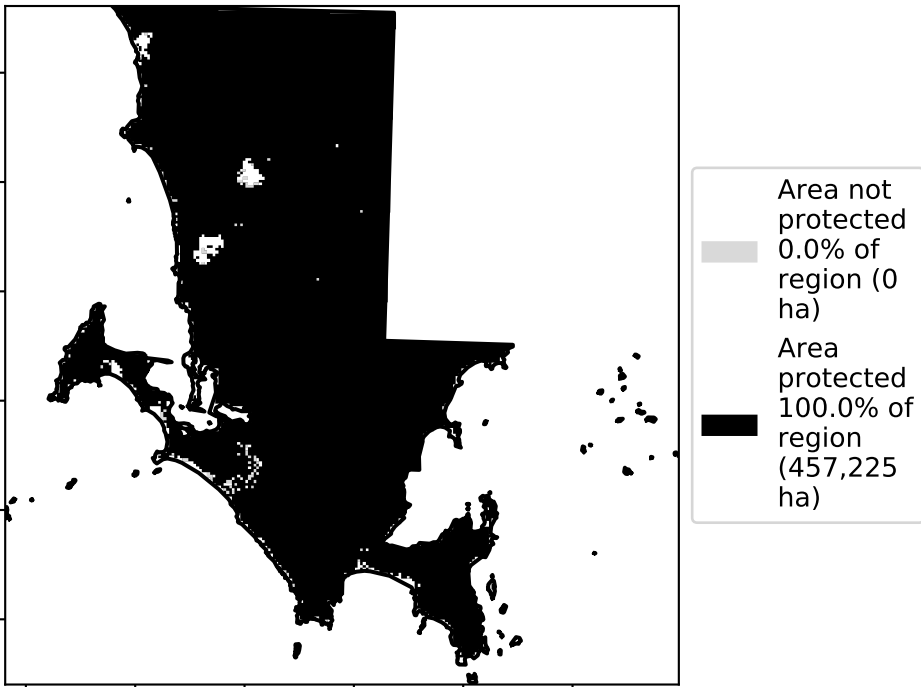 Area not
protected
0.0% of
region (0
ha)
Area
protected
100.0% of
region
(457,225
ha)